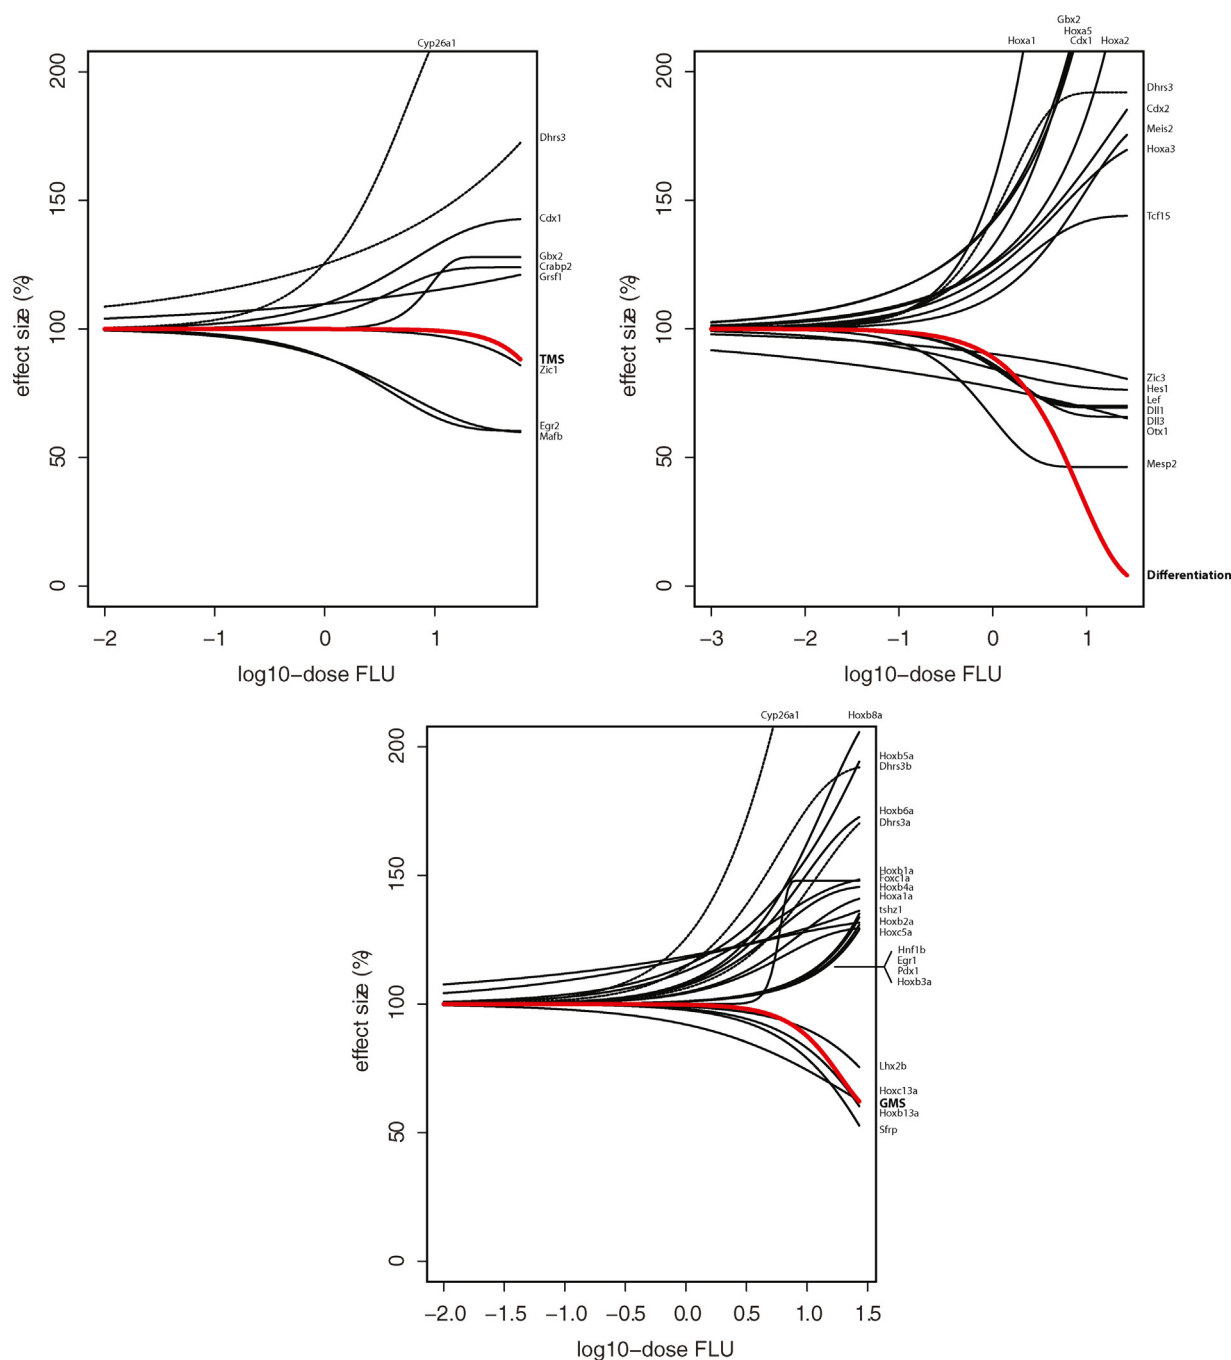 Cyp26a1
200
150
100
50
0
effect size (%)
Dhrs3
Cdx1
Gbx2
Crabp2
Grsf1
TMS
Zic1
Egr2
Mafb
−2
−1
0
1
log10−dose FLU
Gbx2
Hoxa5
Hoxa1
Cdx1
Hoxa2
200
150
100
50
0
effect size (%)
Dhrs3
Cdx2
Meis2
Hoxa3
Tcf15
Zic3
Hes1
Lef
Dll1
Dll3
Otx1
Mesp2
Differentiation
−3
−2
−1
0
1
log10−dose FLU
Cyp26a1
Hoxb8a
200
150
100
50
0
effect size (%)
Hoxb5a
Dhrs3b
Hoxb6a
Dhrs3a
Hoxb1a
Foxc1a
Hoxb4a
Hoxa1a
tshz1
Hoxb2a
Hoxc5a
Hnf1b
Egr1
Pdx1
Hoxb3a
Lhx2b
Hoxc13a
GMS
Hoxb13a
Sfrp
−2.0
−1.5
−1.0
−0.5
0.0
0.5
1.0
1.5
log10−dose FLU